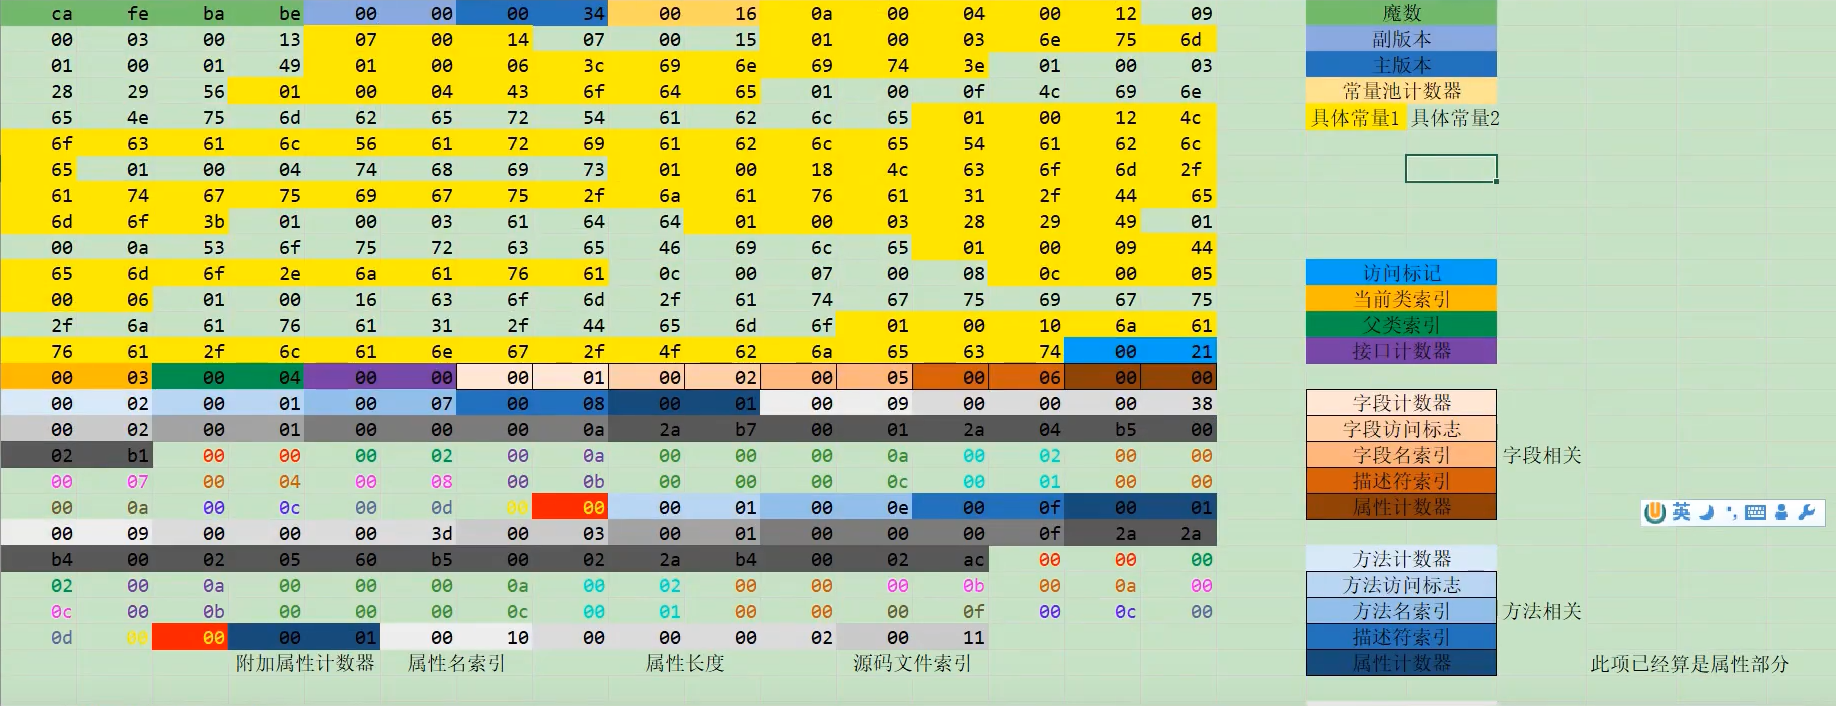 ca fe ba be 00 00 00 34 00 16 0a 00 04 00 12 09 魔数
00 03 00 13 07 00 14 07 00 15 01 00 03 6e 75 6d 副版本
01 00 01 49 01 00 06 3c 69 6e 69 74 3e 01 00 03 主版本
28 29 56 01 00 04 43 6f 64 65 01 00 0f 4c 69 6e 常量池计数器
65 4e 75 6d 62 65 72 54 61 62 6c 65 01 00 12 4c 具体常量1 具体常量2
6f 63 61 6c 56 61 72 69 61 62 6c 65 54 61 62 6c
65 01 00 04 74 68 69 73 01 00 18 4c 63 6f 6d 2f
61 74 67 75 69 67 75 2f 6a 61 76 61 31 2f 44 65
6d 6f 3b 01 00 03 61 64 64 01 00 03 28 29 49 01
00 0a 53 6f 75 72 63 65 46 69 6c 65 01 00 09 44
65 6d 6f 2e 6a 61 76 61 0c 00 07 00 08 0c 00 05 访问标记
00 06 01 00 16 63 6f 6d 2f 61 74 67 75 69 67 75 当前类索引
2f 6a 61 76 61 31 2f 44 65 6d 6f 01 00 10 6a 61 父类索引
76 61 2f 6c 61 6e 67 2f 4f 62 6a 65 63 74 00 21 接口计数器
00 03 00 04 00 00 00 01 00 02 00 05 00 06 00 00
00 02 00 01 00 07 00 08 00 01 00 09 00 00 00 38 字段计数器
00 02 00 01 00 00 00 0a 2a b7 00 01 2a 04 b5 00 字段访问标志
02 b1 00 00 00 02 00 0a 00 00 00 0a 00 02 00 00 字段名索引 字段相关
00 07 00 04 00 08 00 0b 00 00 00 0c 00 01 00 00 描述符索引
00 0a 00 0c 00 0d 00 00 00 01 00 0e 00 0f 00 01 属性计数器
00 09 00 00 00 3d 00 03 00 01 00 00 00 0f 2a 2a
b4 00 02 05 60 b5 00 02 2a b4 00 02 ac 00 00 00 方法计数器
02 00 0a 00 00 00 0a 00 02 00 00 00 0b 00 0a 00 方法访问标志
0c 00 0b 00 00 00 0c 00 01 00 00 00 0f 00 0c 00 方法名索引 方法相关
0d 00 00 00 01 00 10 00 00 00 02 00 11 描述符索引
附加属性计数器 属性名索引 属性长度 源码文件索引 属性计数器 此项已经算是属性部分
英